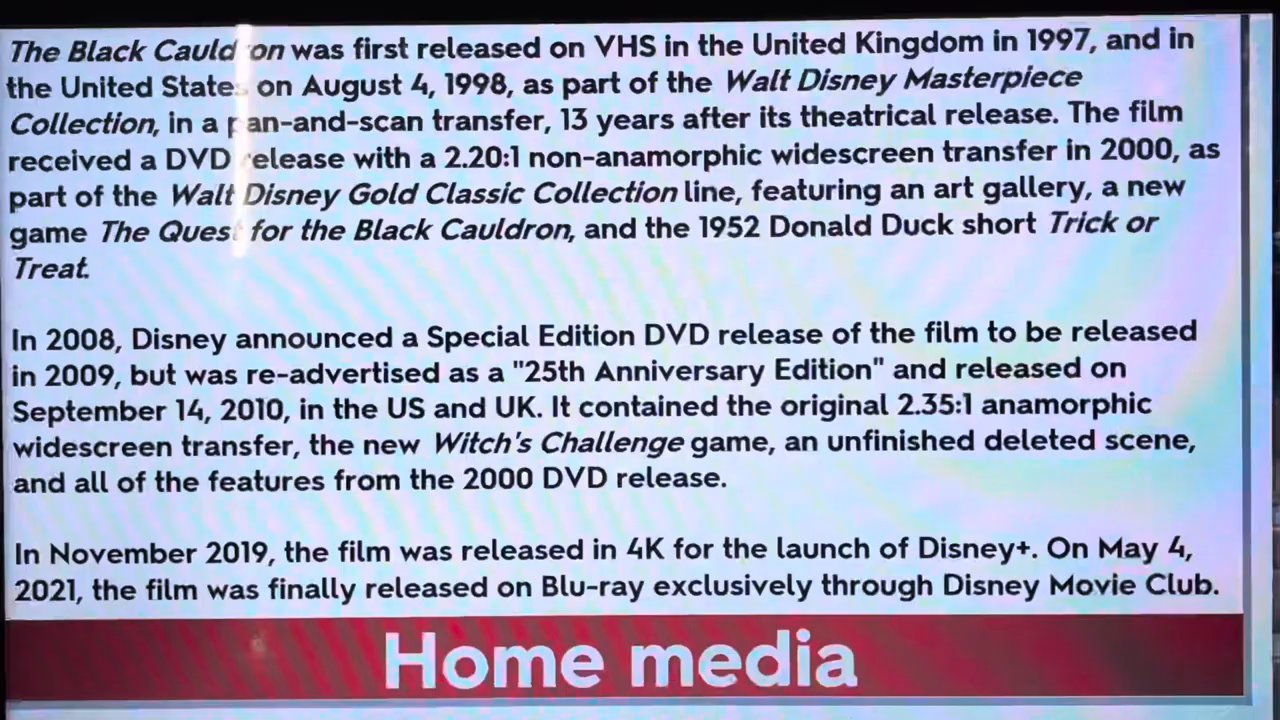 The Black Cauldron was first released on VHS in the United Kingdom in 1997, and in
the United States on August 4, 1998, as part of the Walt Disney Masterpiece
Collection, in a pan-and-scan transfer, 13 years after its theatrical release. The film
received a DVD release with a 2.20:1 non-anamorphic widescreen transfer in 2000, as
part of the Walt Disney Gold Classic Collection line, featuring an art gallery, a new
game The Quest for the Black Cauldron, and the 1952 Donald Duck short Trick or
Treat.
In 2008, Disney announced a Special Edition DVD release of the film to be released
in 2009, but was re-advertised as a "25th Anniversary Edition" and released on
September 14, 2010, in the US and UK. It contained the original 2.35:1 anamorphic
widescreen transfer, the new Witch's Challenge game, an unfinished deleted scene,
and all of the features from the 2000 DVD release.
In November 2019, the film was released in 4K for the launch of Disney+. On May 4,
2021, the film was finally released on Blu-ray exclusively through Disney Movie Club.
Home media